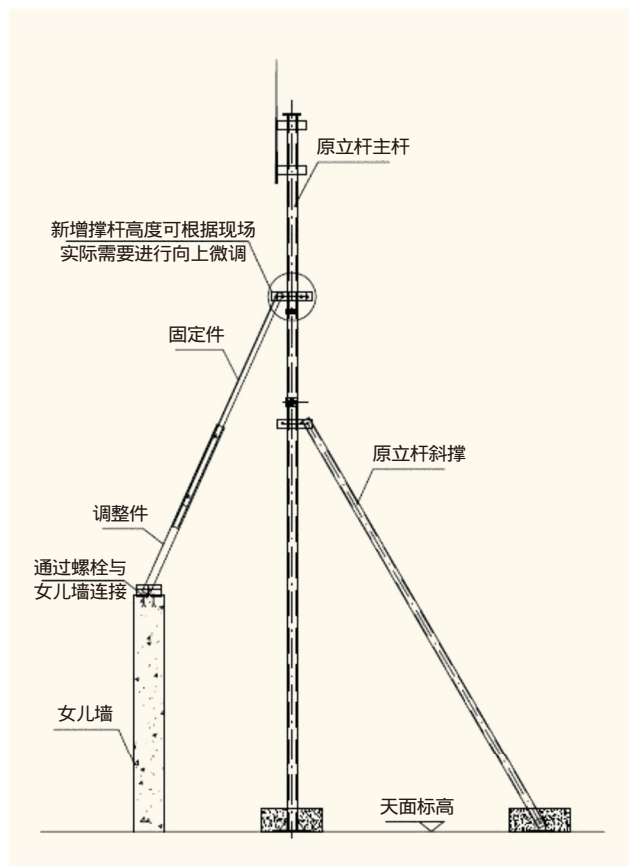 原立杆主杆
新增撑杆高度可根据现场
实际需要进行向上微调
固定件
原立杆斜撑
调整件
通过螺栓与
女儿墙连接
女儿墙
天面标高